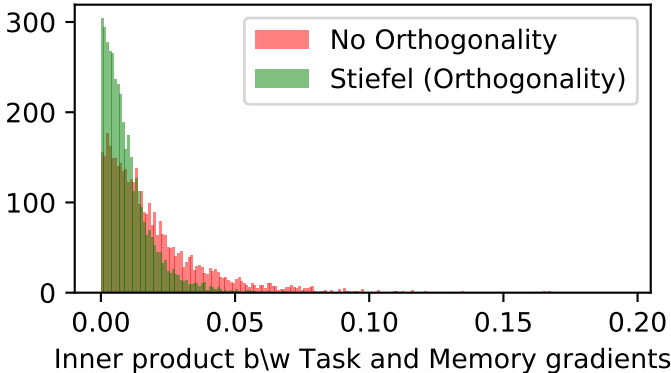 300
200
100
0
No Orthogonality
Stiefel (Orthogonality)
0.00 0.05 0.10 0.15 0.20
Inner product b\w Task and Memory gradients